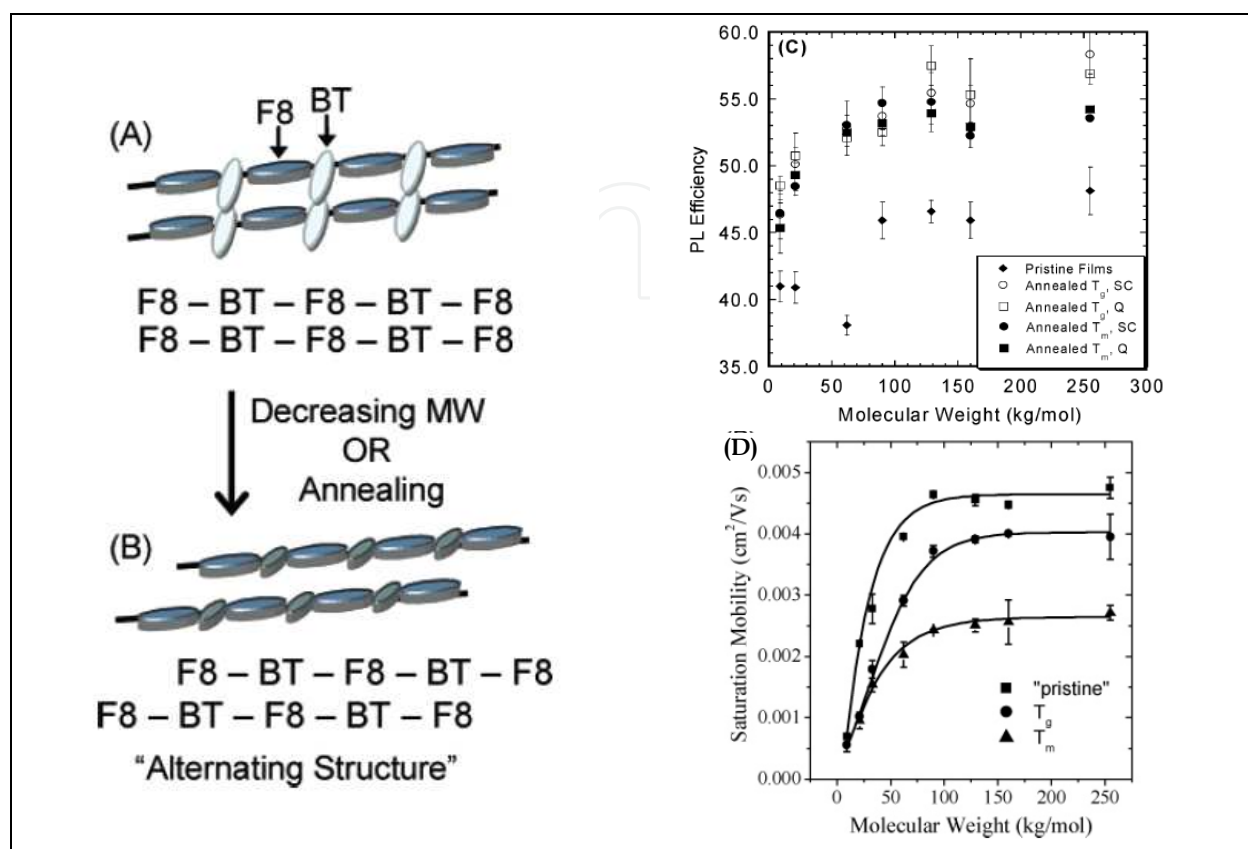 (A)
F8
BT
F8 – BT – F8 – BT – F8
F8 – BT – F8 – BT – F8
Decreasing MW
OR
Annealing
(B)
F8 – BT – F8 – BT – F8
F8 – BT – F8 – BT – F8
“Alternating Structure”
(C)
60.0
55.0
50.0
45.0
40.0
35.0
PL Efficiency
Pristine Films
Annealed Tg, SC
Annealed Tg, Q
Annealed Tm, SC
Annealed Tm, Q
0 50 100 150 200 250 300
Molecular Weight (kg/mol)
(D)
0.005
0.004
0.003
0.002
0.001
0.000
Saturation Mobility (cm²/Vs)
"pristine"
Tg
Tm
0 50 100 150 200 250
Molecular Weight (kg/mol)